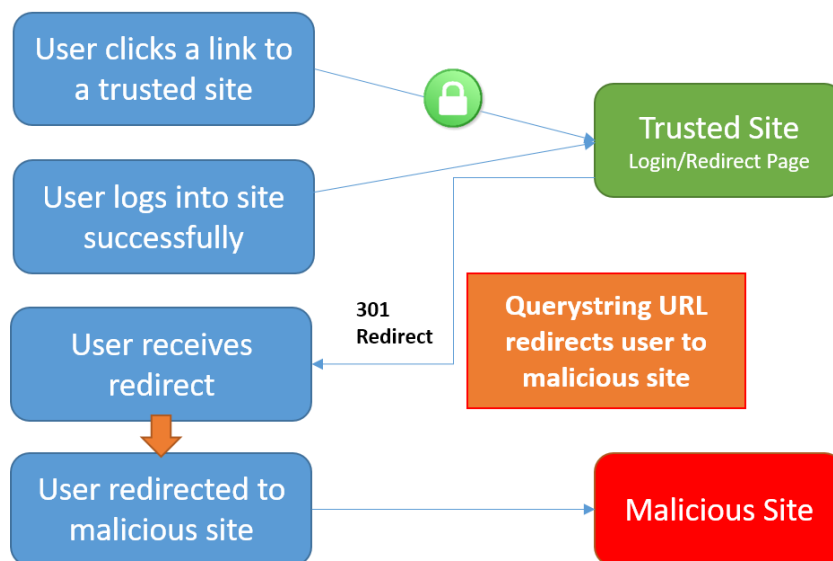 User clicks a link to
a trusted site
Trusted Site
Login/Redirect Page
User logs into site
successfully
301
Redirect
Querystring URL
redirects user to
malicious site
User receives
redirect
User redirected to
malicious site
Malicious Site